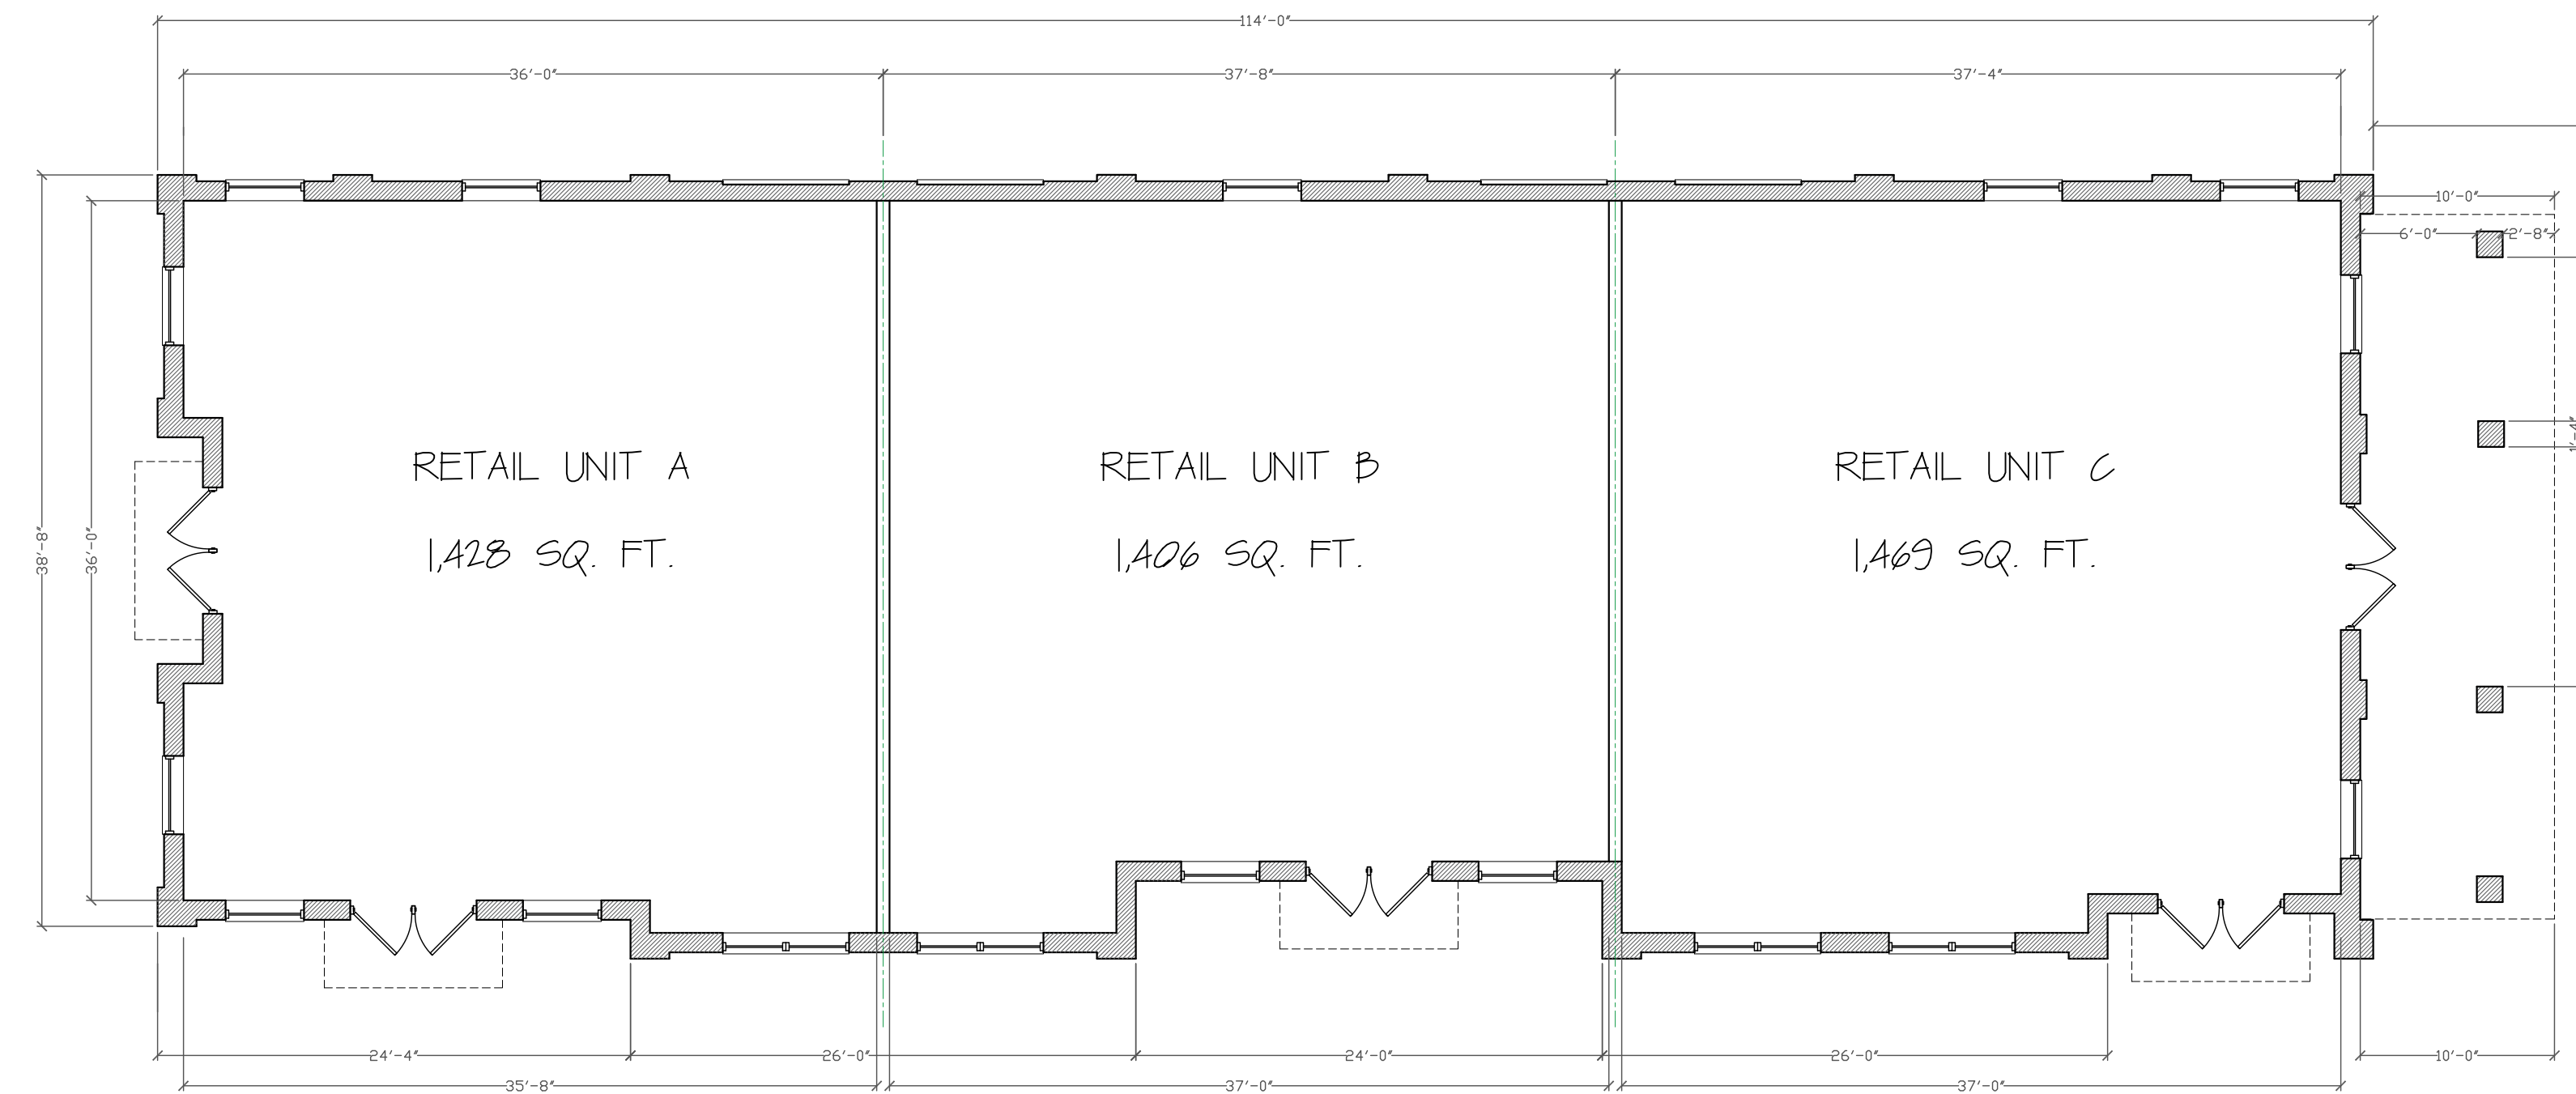 114'-0"
36'-0" 37'-8" 37'-4"
10'-0"
6'-0" 2'-8"
38'-8"
36'-0"
RETAIL UNIT A
1,428 SQ. FT.
RETAIL UNIT B
1,406 SQ. FT.
RETAIL UNIT C
1,469 SQ. FT.
24'-4" 26'-0" 24'-0" 26'-0" 10'-0"
35'-8" 37'-0" 37'-0"